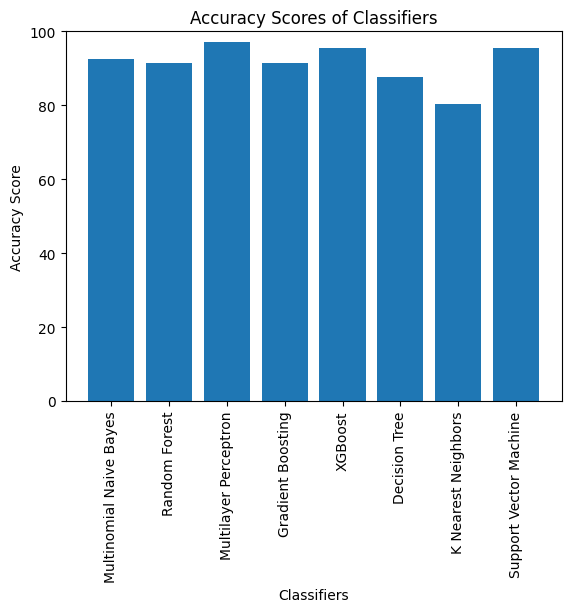 Accuracy Scores of Classifiers
100
80
60
40
20
0
Accuracy Score
Multinomial Naive Bayes
Random Forest
Multilayer Perceptron
Gradient Boosting
XGBoost
Decision Tree
K Nearest Neighbors
Support Vector Machine
Classifiers